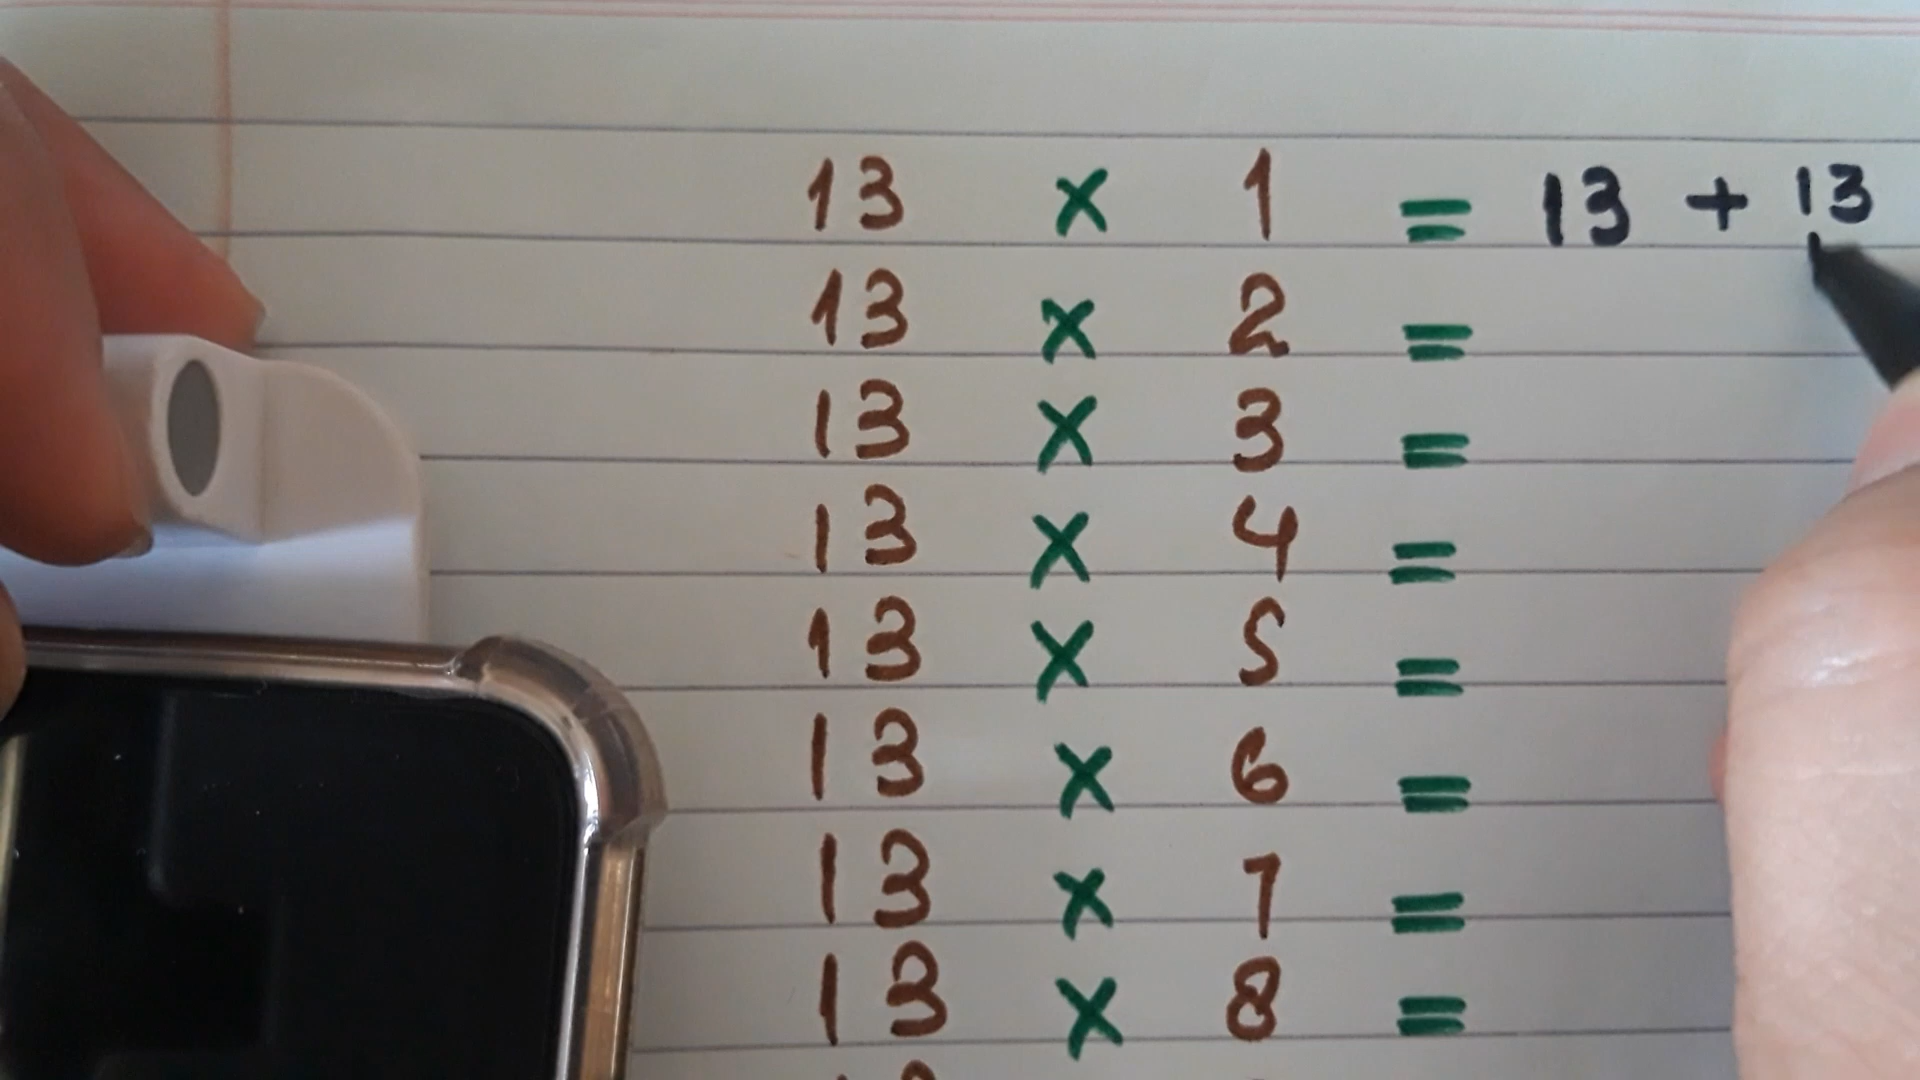 13 × 1 = 13 + 13
13 × 2 =
13 × 3 =
13 × 4 =
13 × 5 =
13 × 6 =
13 × 7 =
13 × 8 =